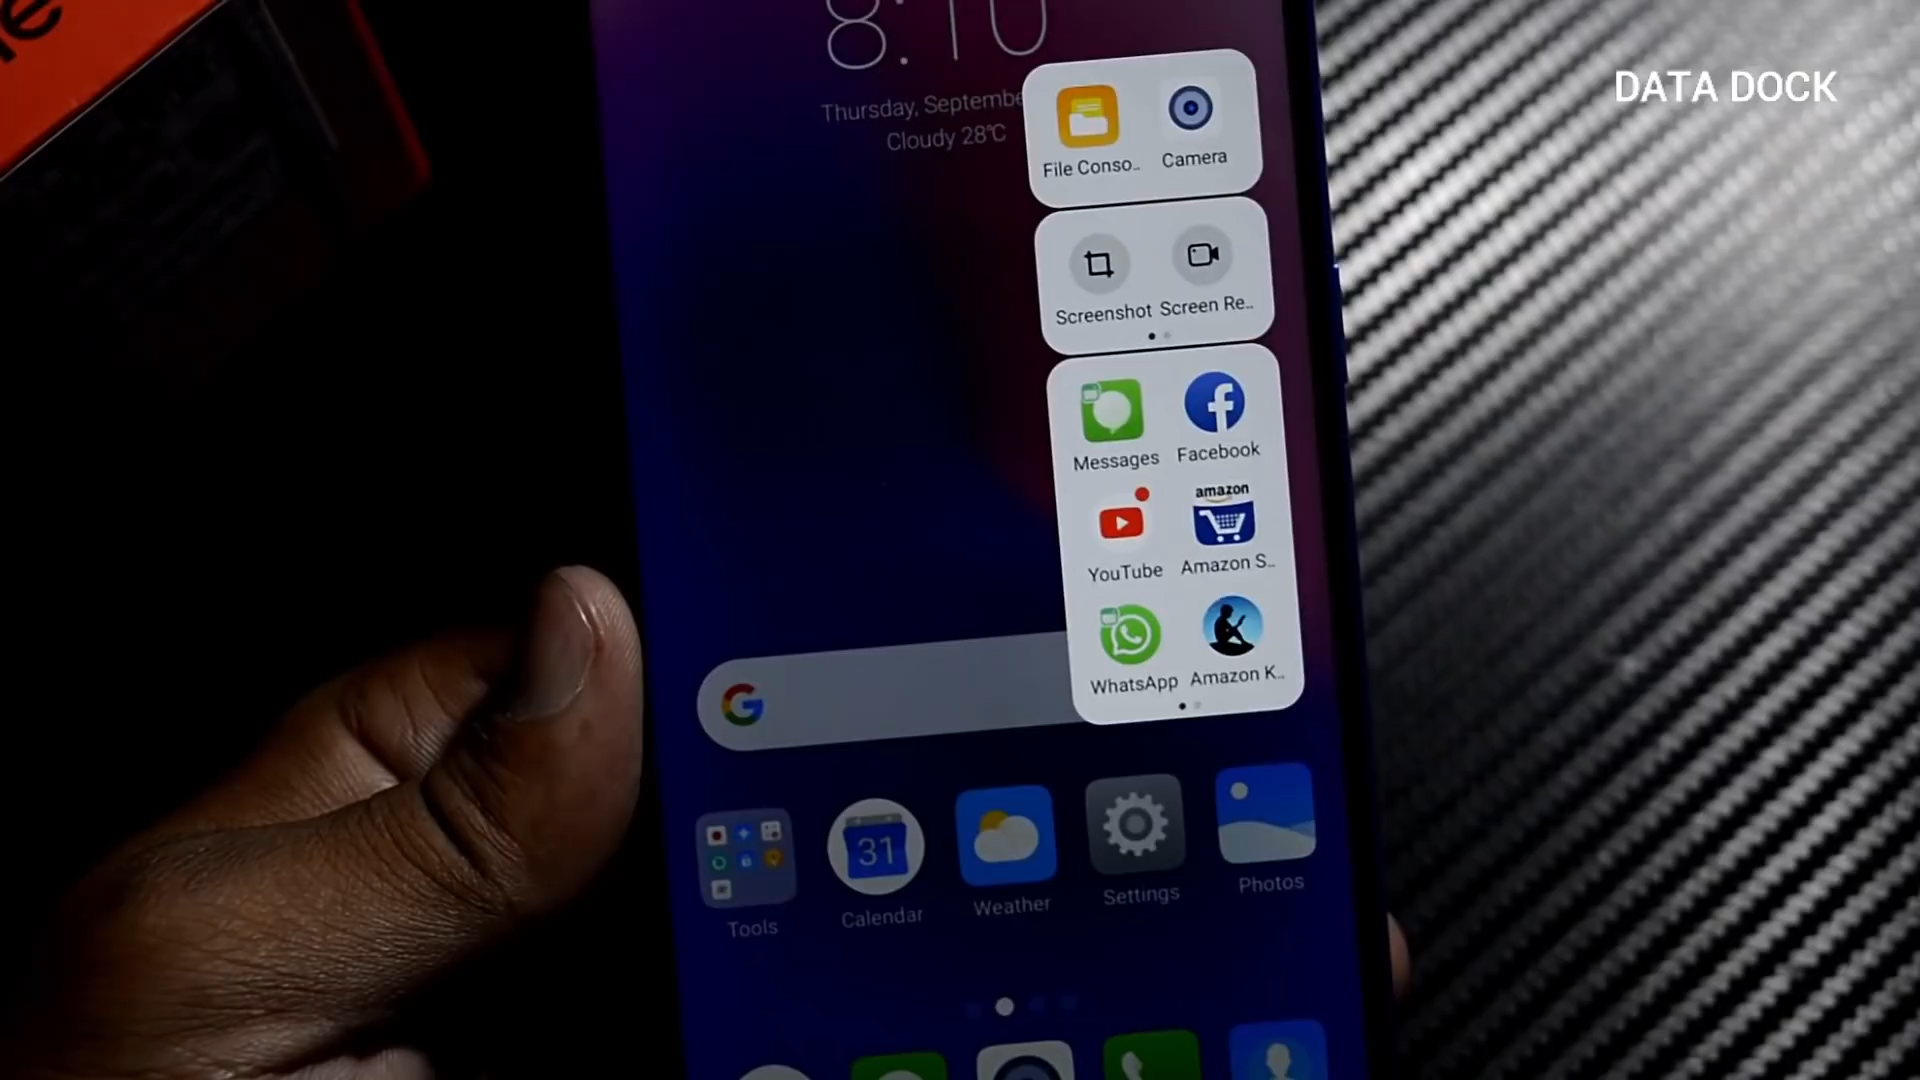 DATA DOCK
8:10
Thursday, Septembe
Cloudy 28℃
File Conso..
Camera
Screenshot
Screen Re..
Messages
Facebook
YouTube
amazon
Amazon S..
WhatsApp
Amazon K..
G
Tools
31
Calendar
Weather
Settings
Photos